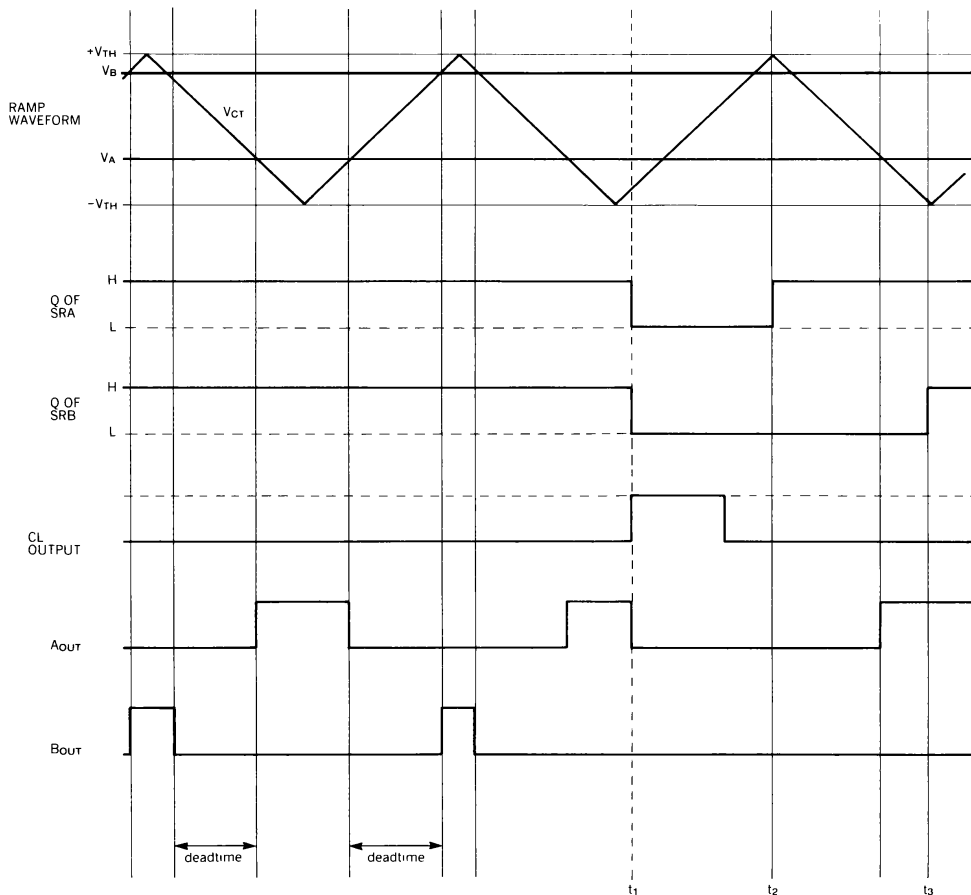 +VTH
VB
RAMP
WAVEFORM
VCT
VA
−VTH
H
Q OF
SRA
L
H
Q OF
SRB
L
CL
OUTPUT
AOUT
BOUT
deadtime
deadtime
t1
t2
t3